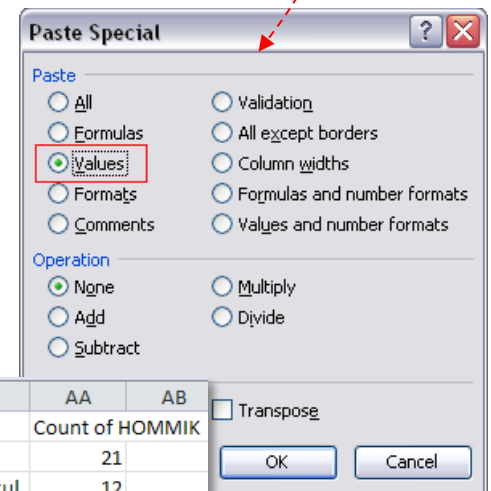 Paste Special
Paste
All
Validation
Formulas
All except borders
Values
Column widths
Formats
Formulas and number formats
Comments
Values and number formats
Operation
None
Multiply
Add
Divide
Subtract
AA AB
Transpose
Count of HOMMIK
21
OK Cancel
12